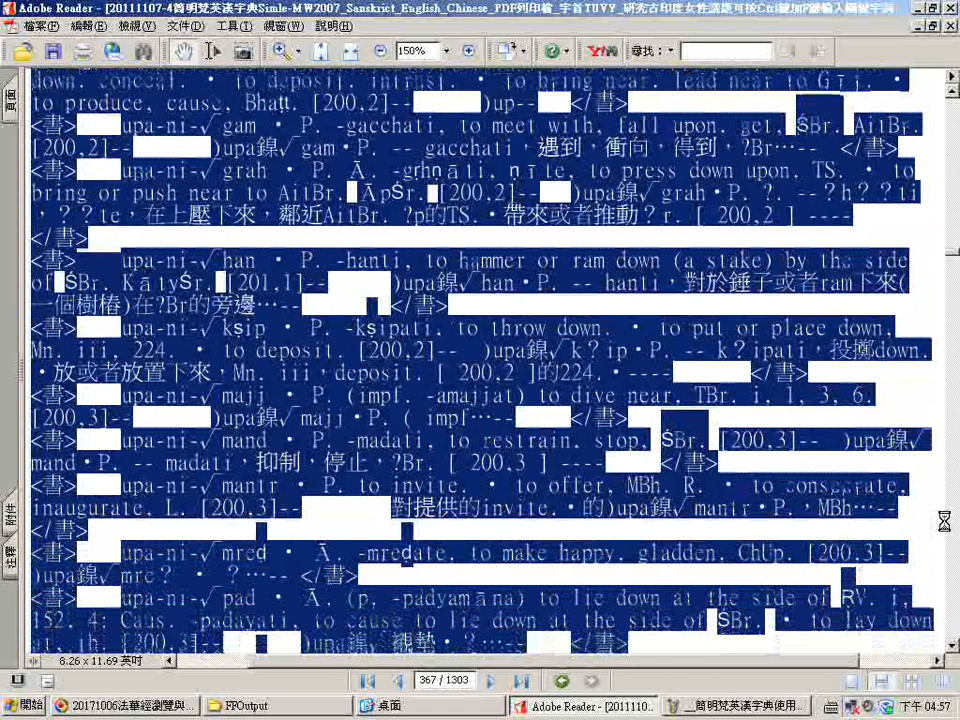 Adobe Reader - [20111107-4簡明梵英漢字典Simle-MW2007_Sanskrit_English_Chinese_PDF列印檔_字首TUVY_研究古印度女性議題可按Ctrl鍵加F鍵輸入關鍵字詞
檔案(F) 編輯(E) 檢視(V) 文件(D) 工具(T) 視窗(W) 說明(H)
150% 尋找：
頁面
down. conceal. • to deposit. intrust. • to bring near. lead near to
to produce, cause, Bhaṭṭ. [200,2]-- )up-- </書>
<書> upa-ni-√gam • P. -gacchati, to meet with, fall upon. get, ŚBr. AitBr.
[200,2]-- )upa鎳√gam•P. -- gacchati，遇到，衝向，得到，?Br…-- </書>
<書> upa-ni-√grah • P. Ā. -gṛhṇāti, ṇīte, to press down upon, TS. • to
bring or push near to AitBr. ĀpŚr. [200,2]-- )upa鎳√grah•P. ?. -- ?h??ti
，??te，在上壓下來，鄰近AitBr. ?p的TS.•帶來或者推動？r. [ 200,2 ] ----
</書>
<書> upa-ni-√han • P. -hanti, to hammer or ram down (a stake) by the side
of ŚBr. KātyŚr. [201,1]-- )upa鎳√han•P. -- hanti，對於錘子或者ram下來(
一個樹樁)在?Br的旁邊…-- </書>
<書> upa-ni-√kṣip • P. -kṣipati, to throw down. • to put or place down,
Mn. iii, 224. • to deposit. [200,2]-- )upa鎳√k?ip•P. -- k?ipati，投擲down.
•放或者放置下來，Mn. iii，deposit. [ 200,2 ]的224.•---- </書>
<書> upa-ni-√majj • P. (impf. -amajjat) to dive near, TBr. i, 1, 3, 6.
[200,3]-- )upa鎳√majj•P. ( impf…-- </書>
<書> upa-ni-√mand • P. -madati, to restrain, stop, ŚBr. [200,3]-- )upa鎳√
mand•P. -- madati，抑制，停止，?Br. [ 200,3 ] ---- </書>
<書> upa-ni-√mantr • P. to invite. • to offer, MBh. R. • to consecrate,
inaugurate, L. [200,3]-- 對提供的invite.•的)upa鎳√mantr•P.，MBh…--
</書>
<書> upa-ni-√mreḍ • Ā. -mreḍate, to make happy, gladden. ChUp. [200,3]--
)upa鎳√mre? • ?…-- </書>
<書> upa-ni-√pad • Ā. (p. -padyamāna) to lie down at the side of ṚV. i,
152, 4: Caus. -pādayati, to cause to lie down at the side of ŚBr. • to lay down
at, ib. [200,3]-- )upa鎳√襯墊•?…-- </書>
附件
注釋
8.26 x 11.69 英吋
367 / 1303
開始 20171006法華經瀏覽與... FFOutput 桌面 Adobe Reader - [2011110... __簡明梵英漢字典使用... 下午 04:57